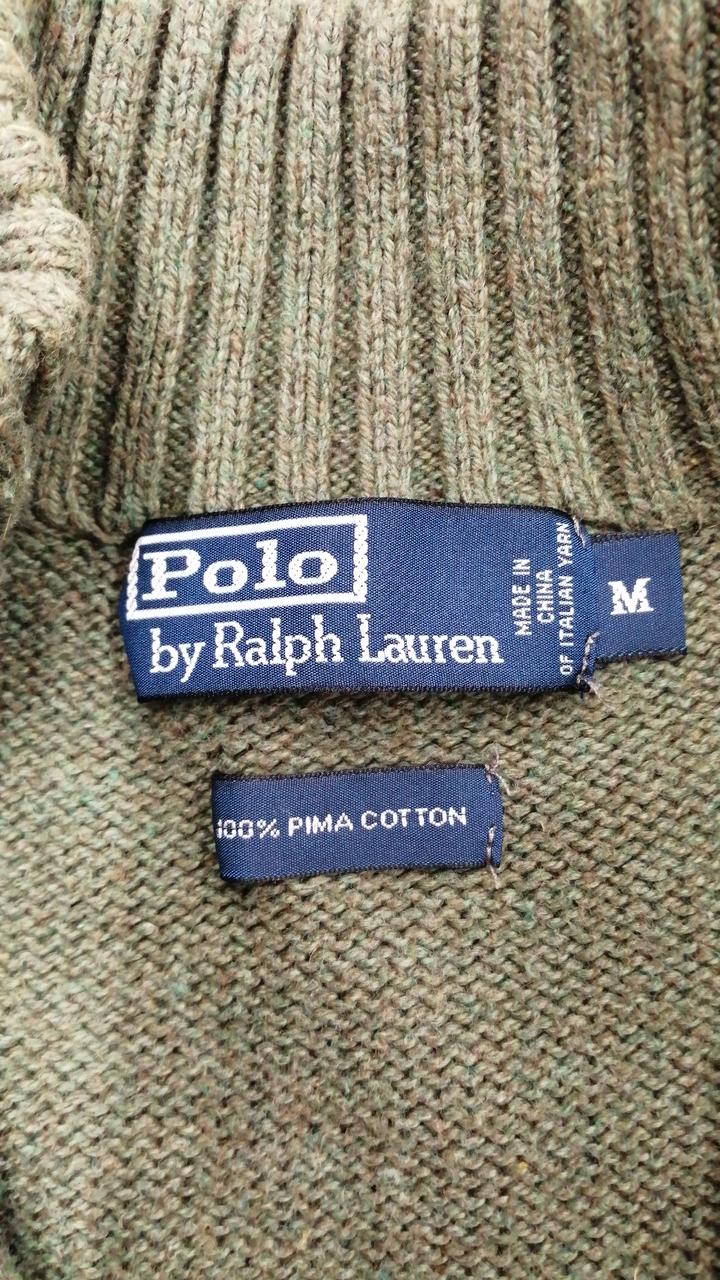 Polo
by Ralph Lauren
MADE IN
CHINA
OF ITALIAN YARN
M
100% PIMA COTTON